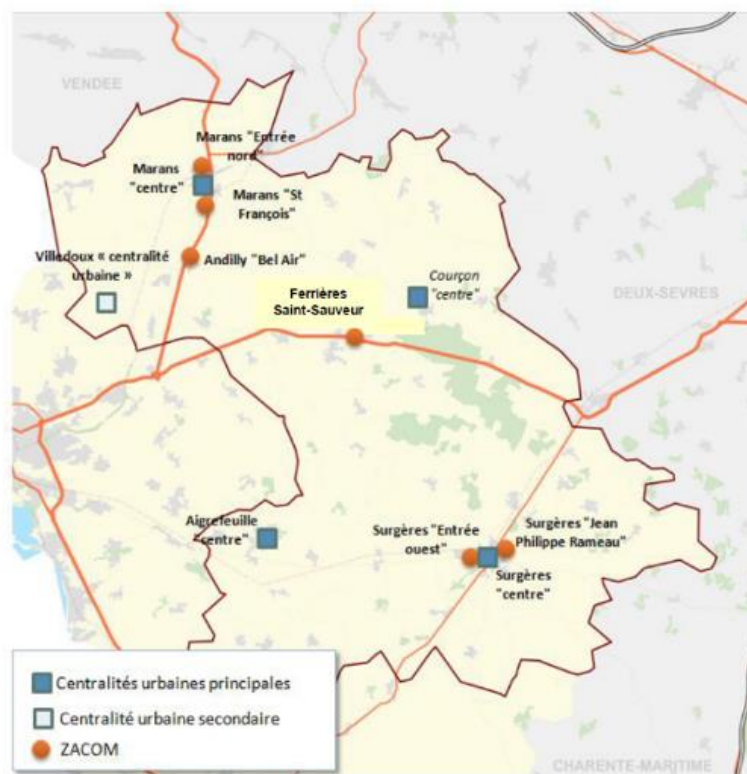 VENDEE
Marans "Entrée
nord"
Marans
"centre"
Marans "St
François"
Villedoux « centralité
urbaine »
Andilly "Bel Air"
Ferrières
Saint-Sauveur
Courçon
"centre"
DEUX-SEVRES
Aigrefeuille
"centre"
Surgères "Entrée
ouest"
Surgères "Jean
Philippe Rameau"
Surgères
"centre"
Centralités urbaines principales
Centralité urbaine secondaire
ZACOM
CHARENTE-MARITIME